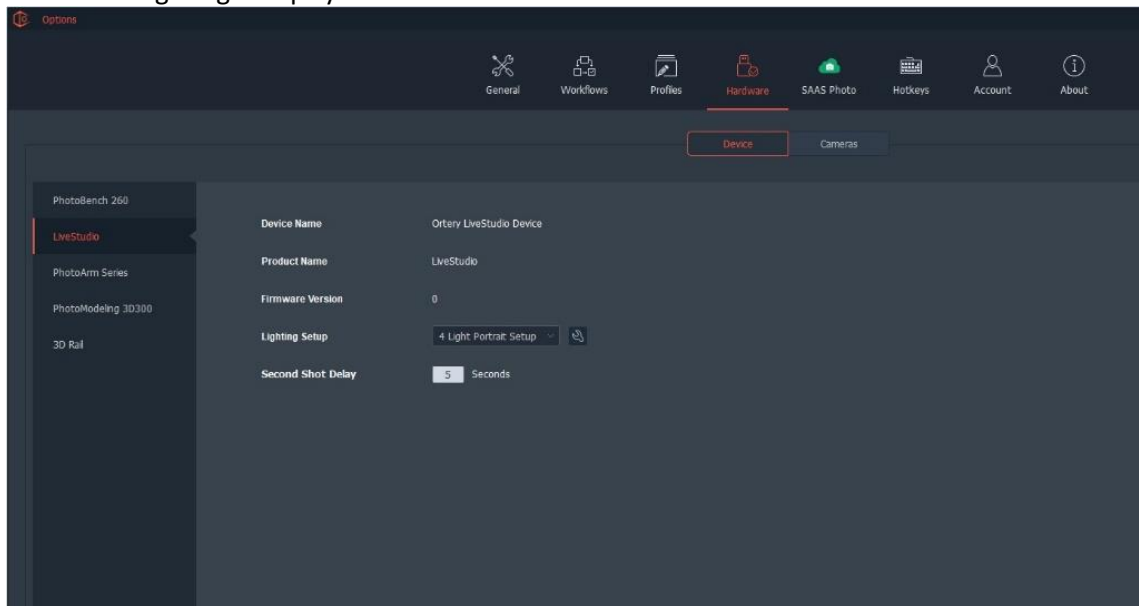 Options
General Workflows Profiles Hardware SAAS Photo Hotkeys Account About
Device Cameras
PhotoBench 260
LiveStudio
PhotoArm Series
PhotoModeling 3D300
3D Rail
Device Name Ortery LiveStudio Device
Product Name LiveStudio
Firmware Version 0
Lighting Setup 4 Light Portrait Setup
Second Shot Delay 5 Seconds